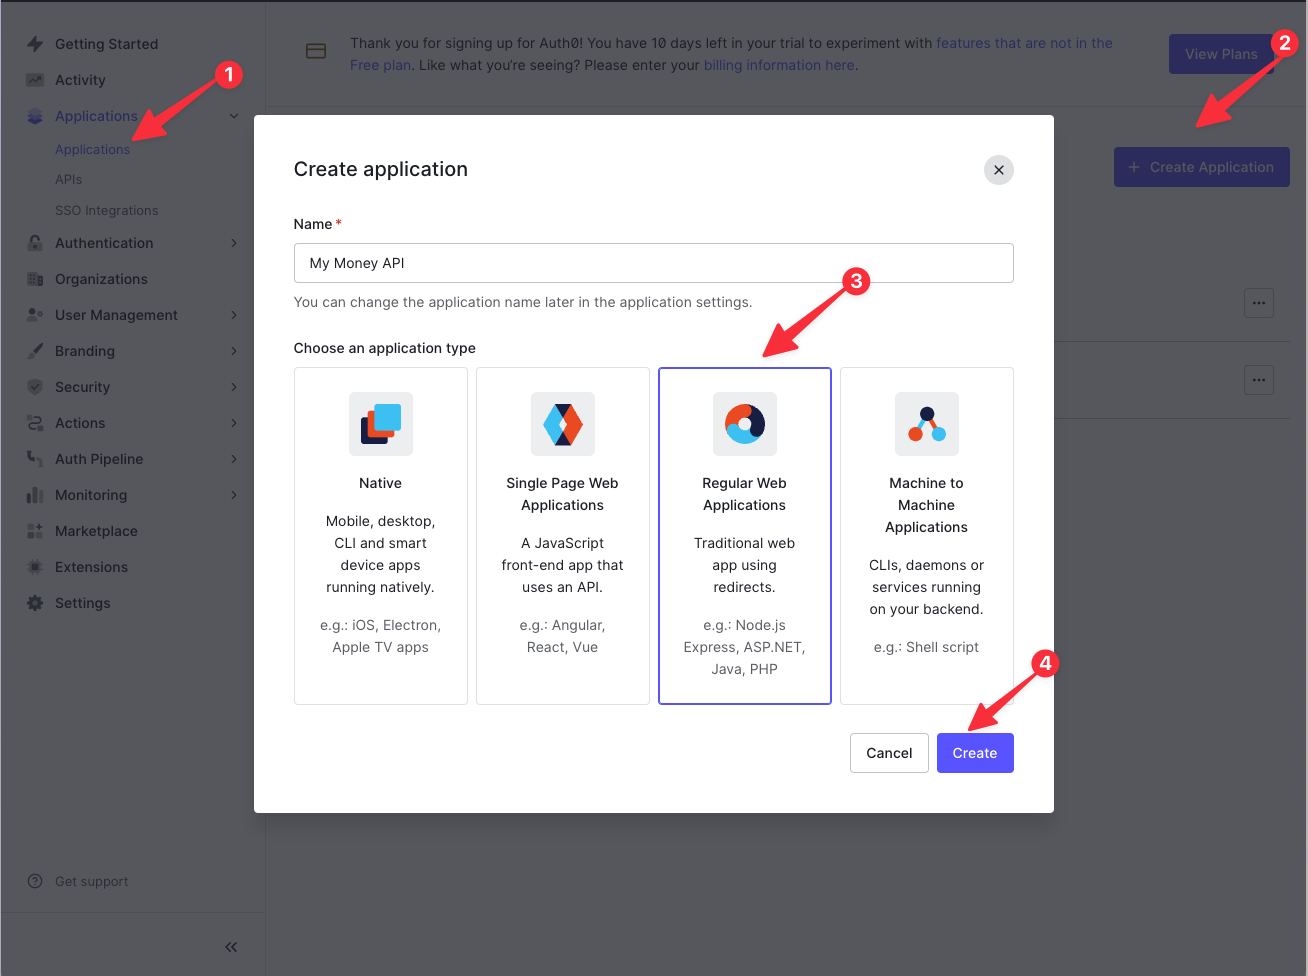 Getting Started
Activity
Applications
Applications
APIs
SSO Integrations
Authentication
Organizations
User Management
Branding
Security
Actions
Auth Pipeline
Monitoring
Marketplace
Extensions
Settings
Get support
1
Thank you for signing up for Auth0! You have 10 days left in your trial to experiment with features that are not in the
Free plan. Like what you're seeing? Please enter your billing information here.
View Plans
2
+ Create Application
Create application
Name *
My Money API
You can change the application name later in the application settings.
3
Choose an application type
Native
Mobile, desktop,
CLI and smart
device apps
running natively.
e.g.: iOS, Electron,
Apple TV apps
Single Page Web
Applications
A JavaScript
front-end app that
uses an API.
e.g.: Angular,
React, Vue
Regular Web
Applications
Traditional web
app using
redirects.
e.g.: Node.js
Express, ASP.NET,
Java, PHP
Machine to
Machine
Applications
CLIs, daemons or
services running
on your backend.
e.g.: Shell script
4
Cancel
Create